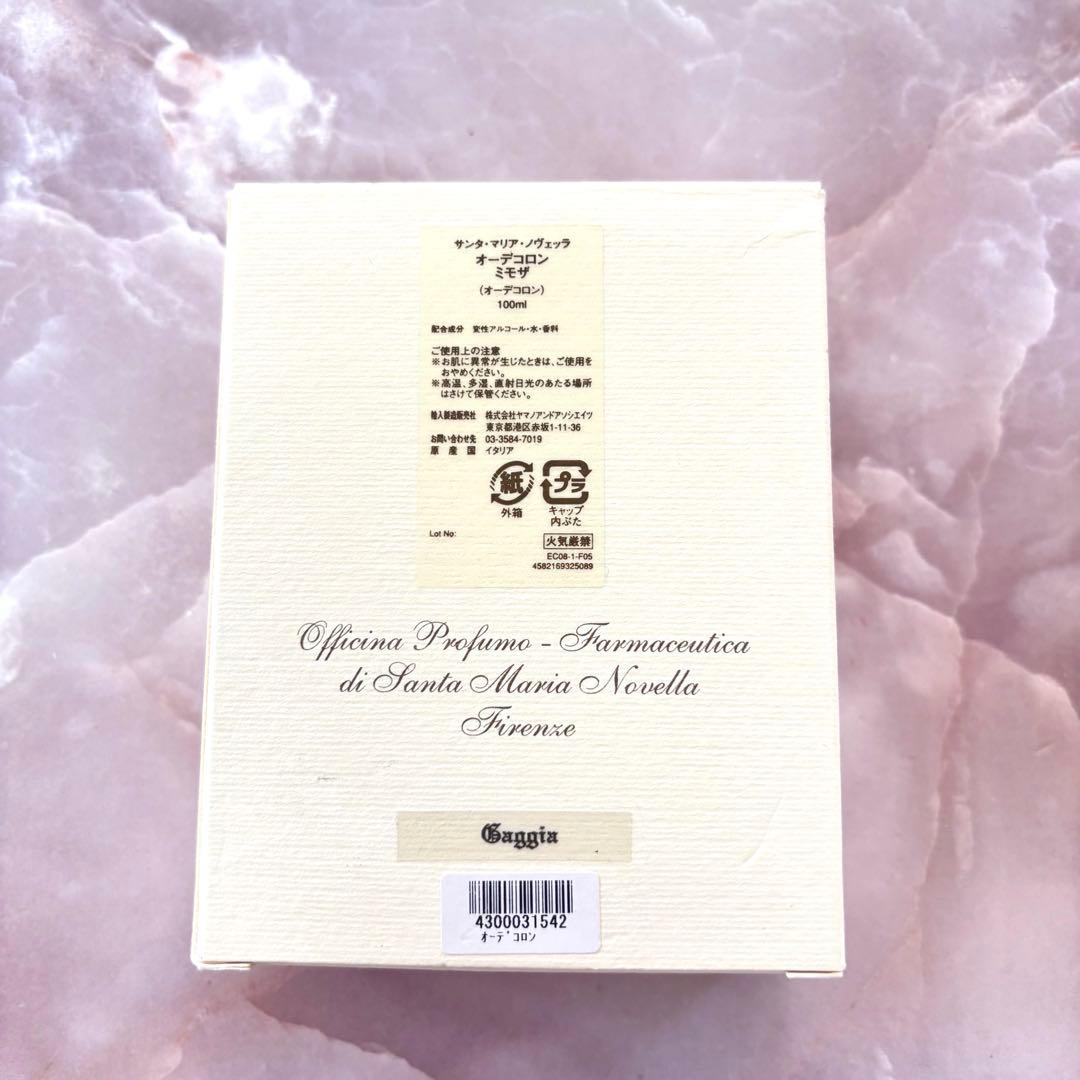 サンタ・マリア・ノヴェッラ
オーデコロン
ミモザ
(オーデコロン)
100ml
配合成分 変性アルコール・水・香料
ご使用上の注意
※お肌に異常が生じたときは、ご使用を
おやめください。
※高温、多湿、直射日光のあたる場所
はさけて保管ください。
輸入製造販売社 株式会社ヤマノアンドアソシエイツ
東京都港区赤坂1-11-36
お問い合わせ先 03-3584-7019
原産国 イタリア
紙 プラ
外箱 キャップ
内ぶた
Lot No:
火気厳禁
EC08-1-F05
4582169325089
Officina Profumo - Farmaceutica
di Santa Maria Novella
Firenze
Gaggia
4300031542
ｵｰﾃﾞｺﾛﾝ